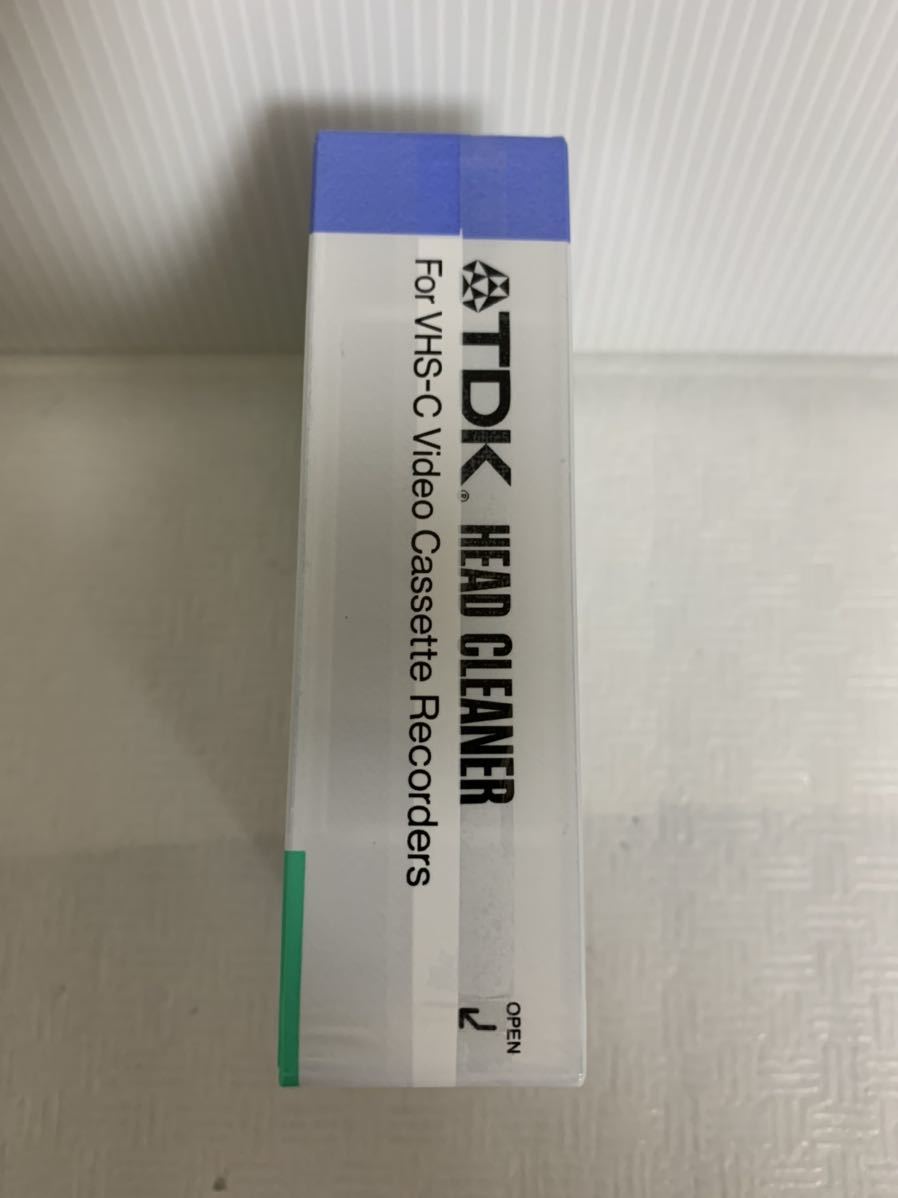 TDK® HEAD CLEANER
For VHS-C Video Cassette Recorders
OPEN